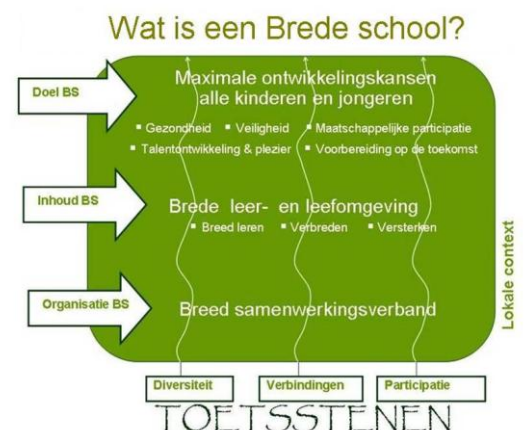 Wat is een Brede school?
Doel BS
Maximale ontwikkelingskansen
alle kinderen en jongeren
▪ Gezondheid ▪ Veiligheid ▪ Maatschappelijke participatie
▪ Talentontwikkeling & plezier ▪ Voorbereiding op de toekomst
Inhoud BS
Brede leer- en leefomgeving
▪ Breed leren ▪ Verbreden ▪ Versterken
Organisatie BS
Breed samenwerkingsverband
Lokale context
Diversiteit Verbindingen Participatie
TOETSSTENEN